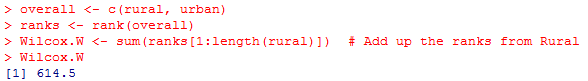 > overall <- c(rural, urban)
> ranks <- rank(overall)
> Wilcox.W <- sum(ranks[1:length(rural)])  # Add up the ranks from Rural
> Wilcox.W
[1] 614.5